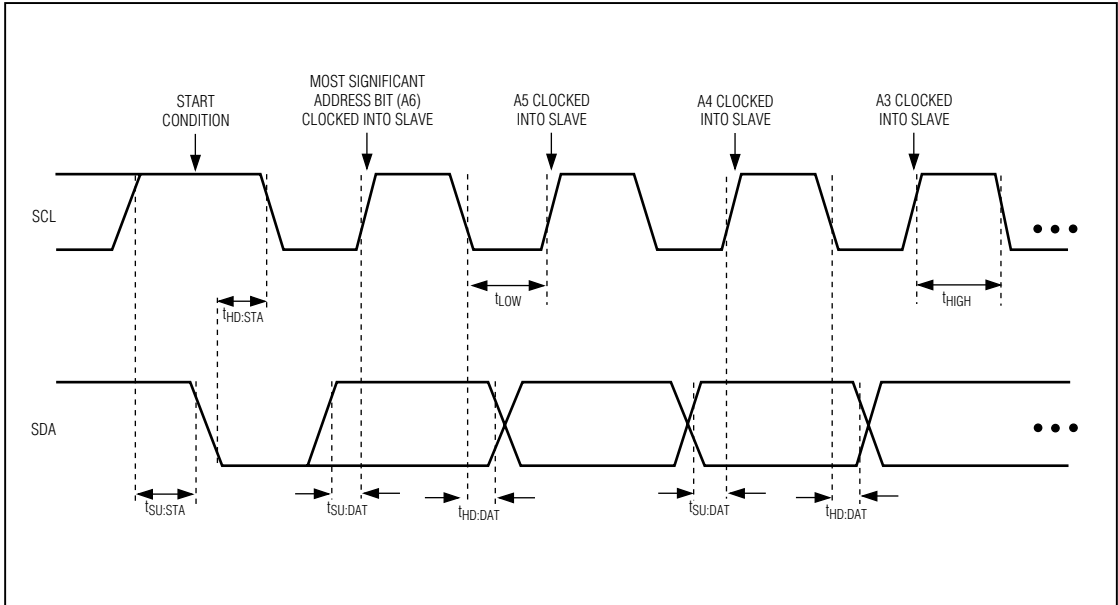 START
CONDITION
MOST SIGNIFICANT
ADDRESS BIT (A6)
CLOCKED INTO SLAVE
A5 CLOCKED
INTO SLAVE
A4 CLOCKED
INTO SLAVE
A3 CLOCKED
INTO SLAVE
SCL
tHD:STA
tLOW
tHIGH
SDA
tSU:STA
tSU:DAT
tHD:DAT
tSU:DAT
tHD:DAT